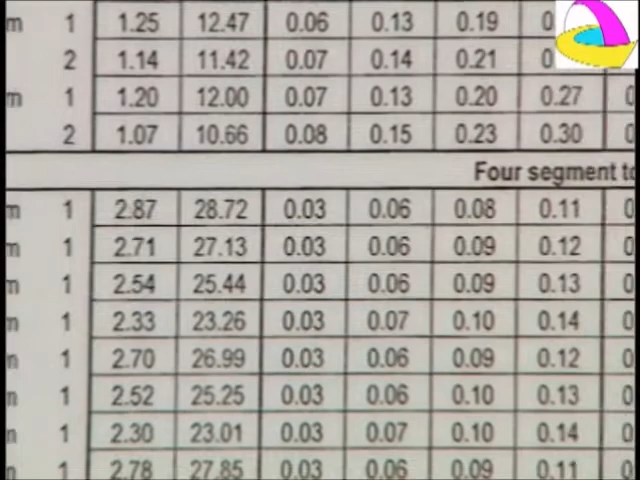 m 1 1.25 12.47 0.06 0.13 0.19 0
2 1.14 11.42 0.07 0.14 0.21 0
m 1 1.20 12.00 0.07 0.13 0.20 0.27 0
2 1.07 10.66 0.08 0.15 0.23 0.30 0
Four segment to
m 1 2.87 28.72 0.03 0.06 0.08 0.11 0
m 1 2.71 27.13 0.03 0.06 0.09 0.12 0
m 1 2.54 25.44 0.03 0.06 0.09 0.13 0
m 1 2.33 23.26 0.03 0.07 0.10 0.14 0
n 1 2.70 26.99 0.03 0.06 0.09 0.12 0
n 1 2.52 25.25 0.03 0.06 0.10 0.13 0
n 1 2.30 23.01 0.03 0.07 0.10 0.14 0
n 1 2.78 27.85 0.03 0.06 0.09 0.11 0